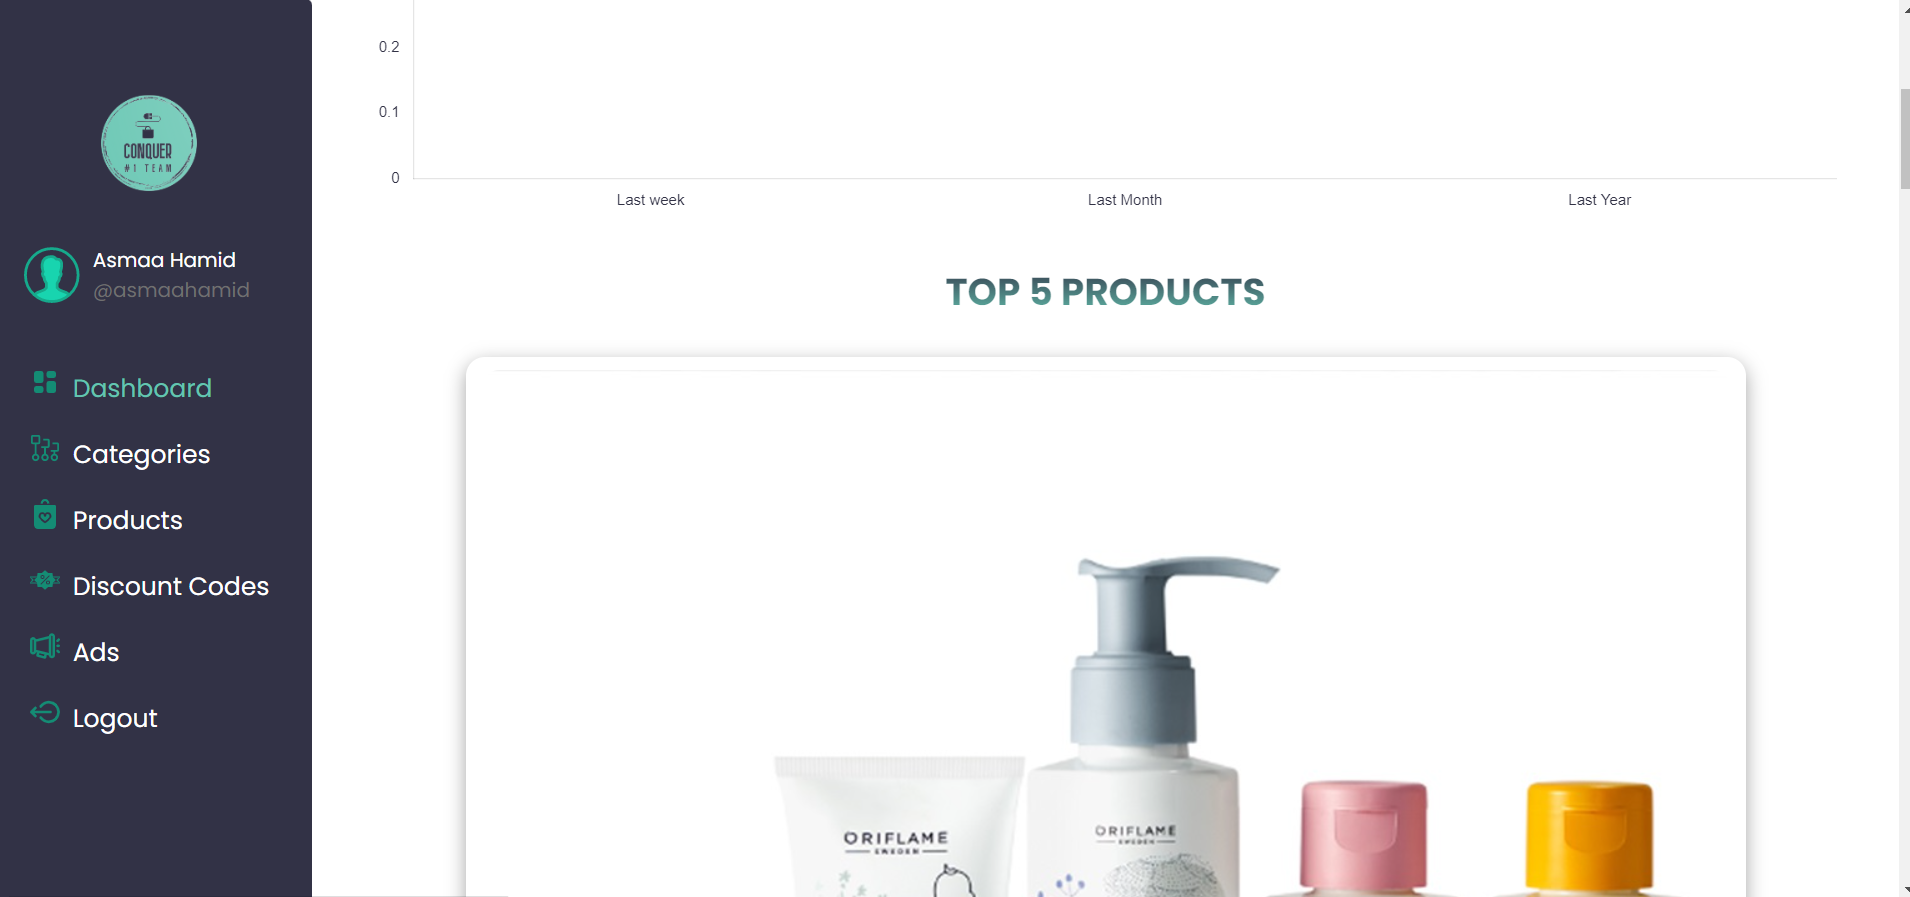 CONQUER
#1 TEAM
Asmaa Hamid
@asmaahamid
Dashboard
Categories
Products
Discount Codes
Ads
Logout
0.2
0.1
0
Last week
Last Month
Last Year
TOP 5 PRODUCTS
ORIFLAME
SWEDEN
ORIFLAME
SWEDEN